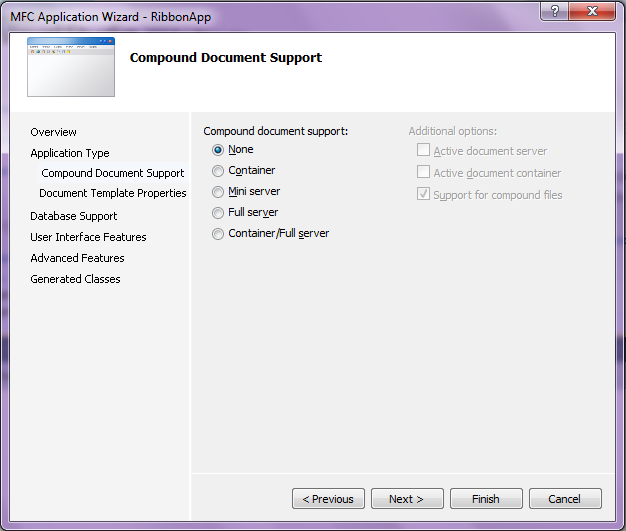 MFC Application Wizard - RibbonApp
?
Compound Document Support
Overview
Application Type
Compound Document Support
Document Template Properties
Database Support
User Interface Features
Advanced Features
Generated Classes
Compound document support:
None
Container
Mini server
Full server
Container/Full server
Additional options:
Active document server
Active document container
Support for compound files
< Previous
Next >
Finish
Cancel